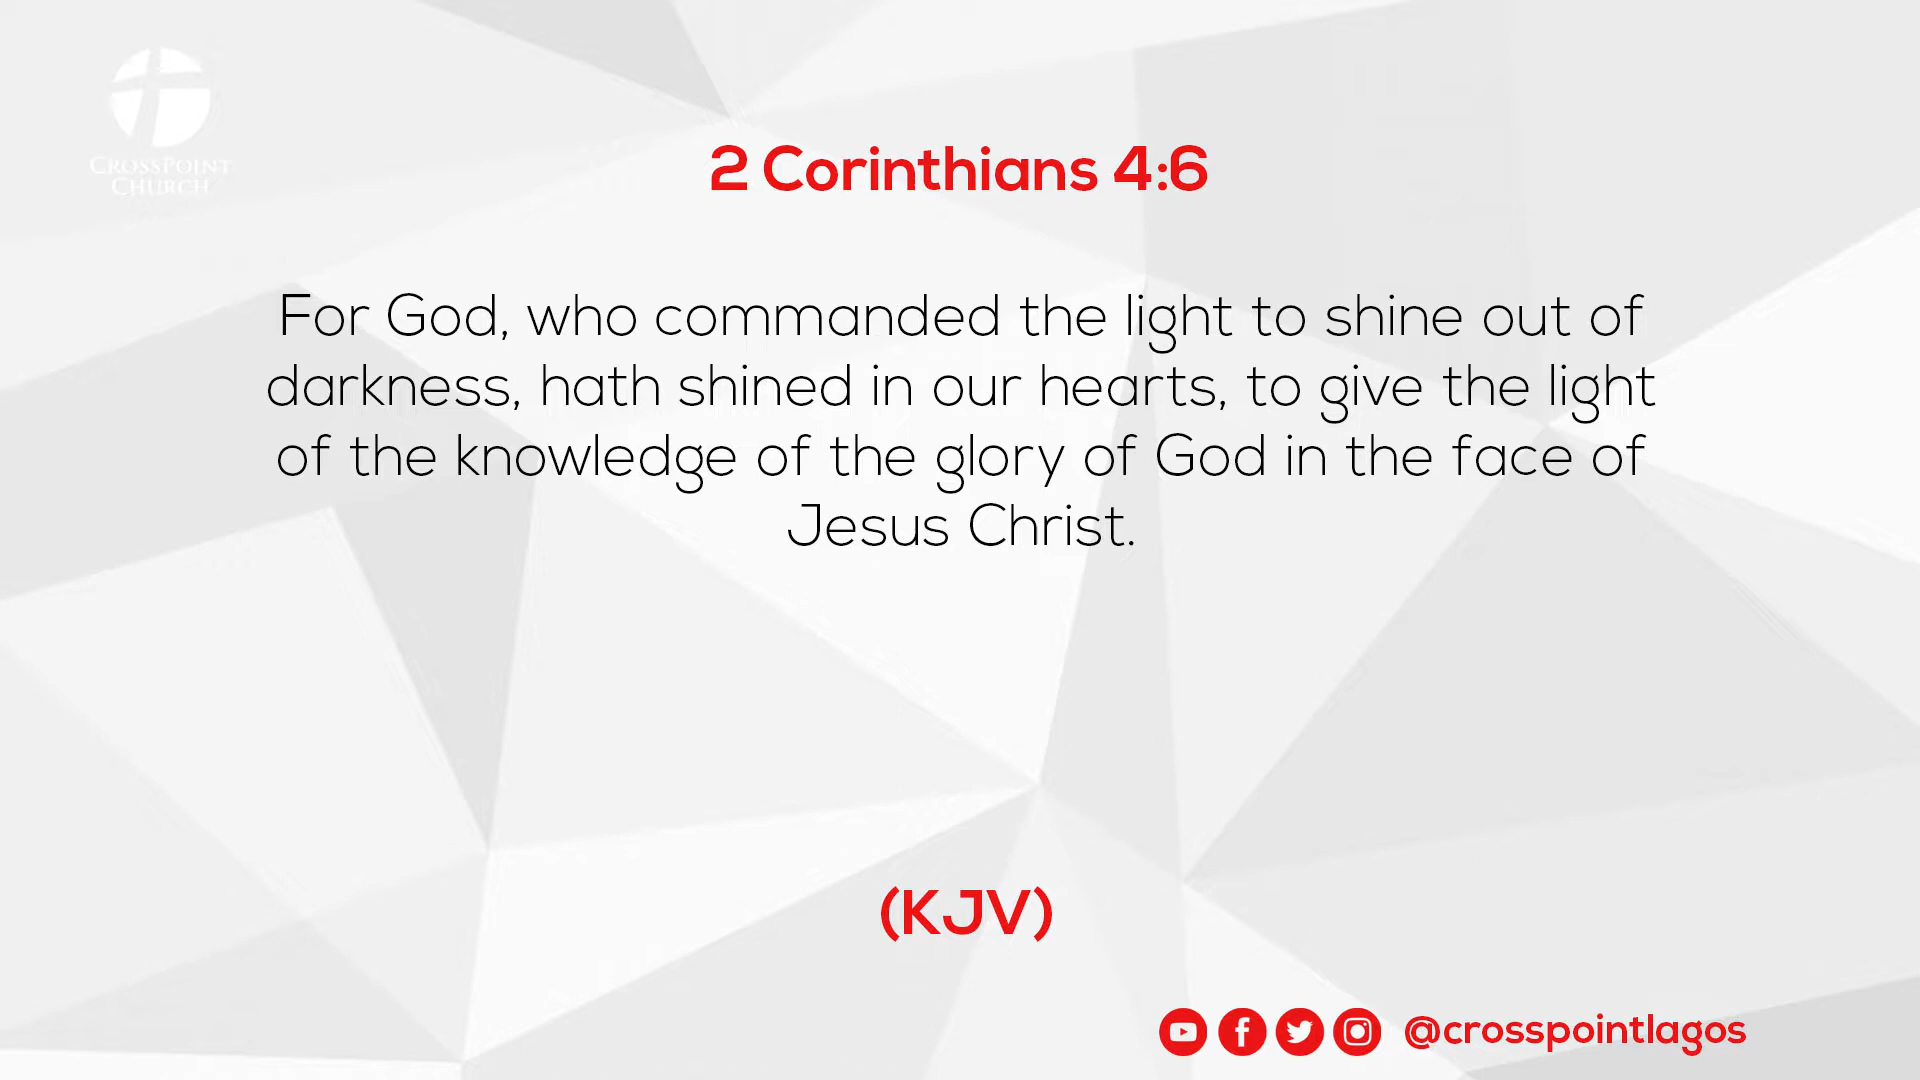 CROSSPOINT
CHURCH
2 Corinthians 4:6
For God, who commanded the light to shine out of
darkness, hath shined in our hearts, to give the light
of the knowledge of the glory of God in the face of
Jesus Christ.
(KJV)
@crosspointlagos